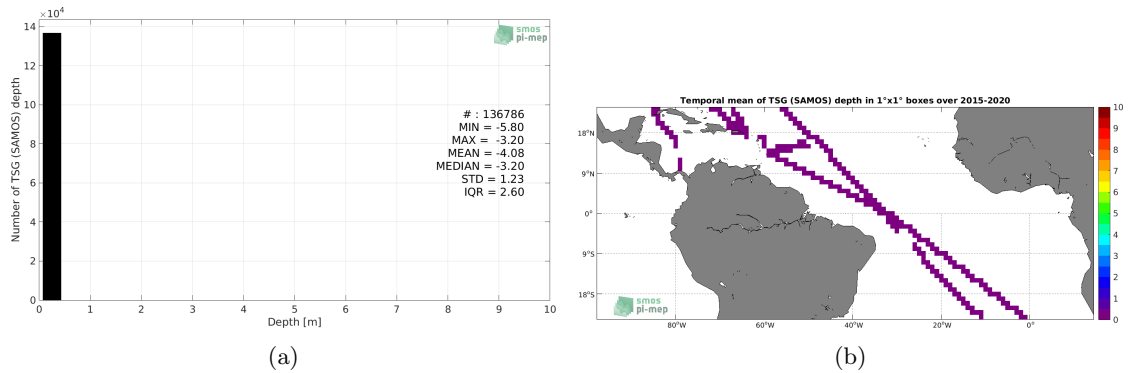 ×10⁴
14
12
10
8
6
4
2
0
Number of TSG (SAMOS) depth
smos
pi-mep
# : 136786
MIN = -5.80
MAX = -3.20
MEAN = -4.08
MEDIAN = -3.20
STD = 1.23
IQR = 2.60
0 1 2 3 4 5 6 7 8 9 10
Depth [m]
(a)
Temporal mean of TSG (SAMOS) depth in 1°x1° boxes over 2015-2020
18°N
9°N
0°
9°S
18°S
80°W 60°W 40°W 20°W 0°
smos
pi-mep
10
9
8
7
6
5
4
3
2
1
0
(b)